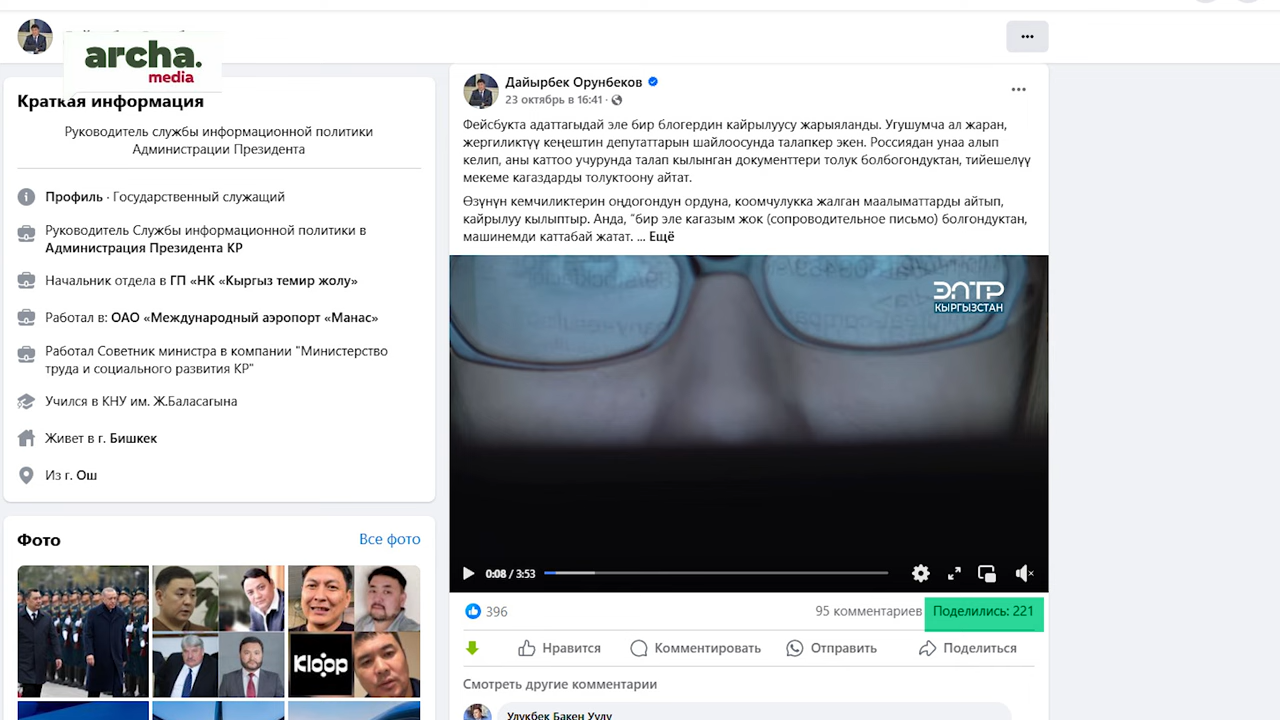 archa.
media
Краткая информация
Руководитель службы информационной политики
Администрации Президента
Профиль · Государственный служащий
Руководитель Службы информационной политики в
Администрация Президента КР
Начальник отдела в ГП «НК «Кыргыз темир жолу»
Работал в: ОАО «Международный аэропорт «Манас»
Работал Советник министра в компании "Министерство
труда и социального развития КР"
Учился в КНУ им. Ж.Баласагына
Живет в г. Бишкек
Из г. Ош
Фото
Все фото
Kloop
Дайырбек Орунбеков
23 октябрь в 16:41 ·
Фейсбукта адаттагыдай эле бир блогердин кайрылуусу жарыяланды. Угушумча ал жаран,
жергиликтүү кеңештин депутаттарын шайлоосунда талапкер экен. Россиядан унаа алып
келип, аны каттоо учурунда талап кылынган документтери толук болбогондуктан, тийешелүү
мекеме кагаздарды толуктоону айтат.
Өзүнүн кемчиликтерин оңдогондун ордуна, коомчулукка жалган маалыматтарды айтып,
кайрылуу кылыптыр. Анда, "бир эле кагазым жок (сопроводительное письмо) болгондуктан,
машинемди каттабай жатат. ... Ещё
ЭЛТР
КЫРГЫЗСТАН
0:08 / 3:53
396
95 комментариев
Поделились: 221
Нравится
Комментировать
Отправить
Поделиться
Смотреть другие комментарии
Улукбек Бакен Уулу